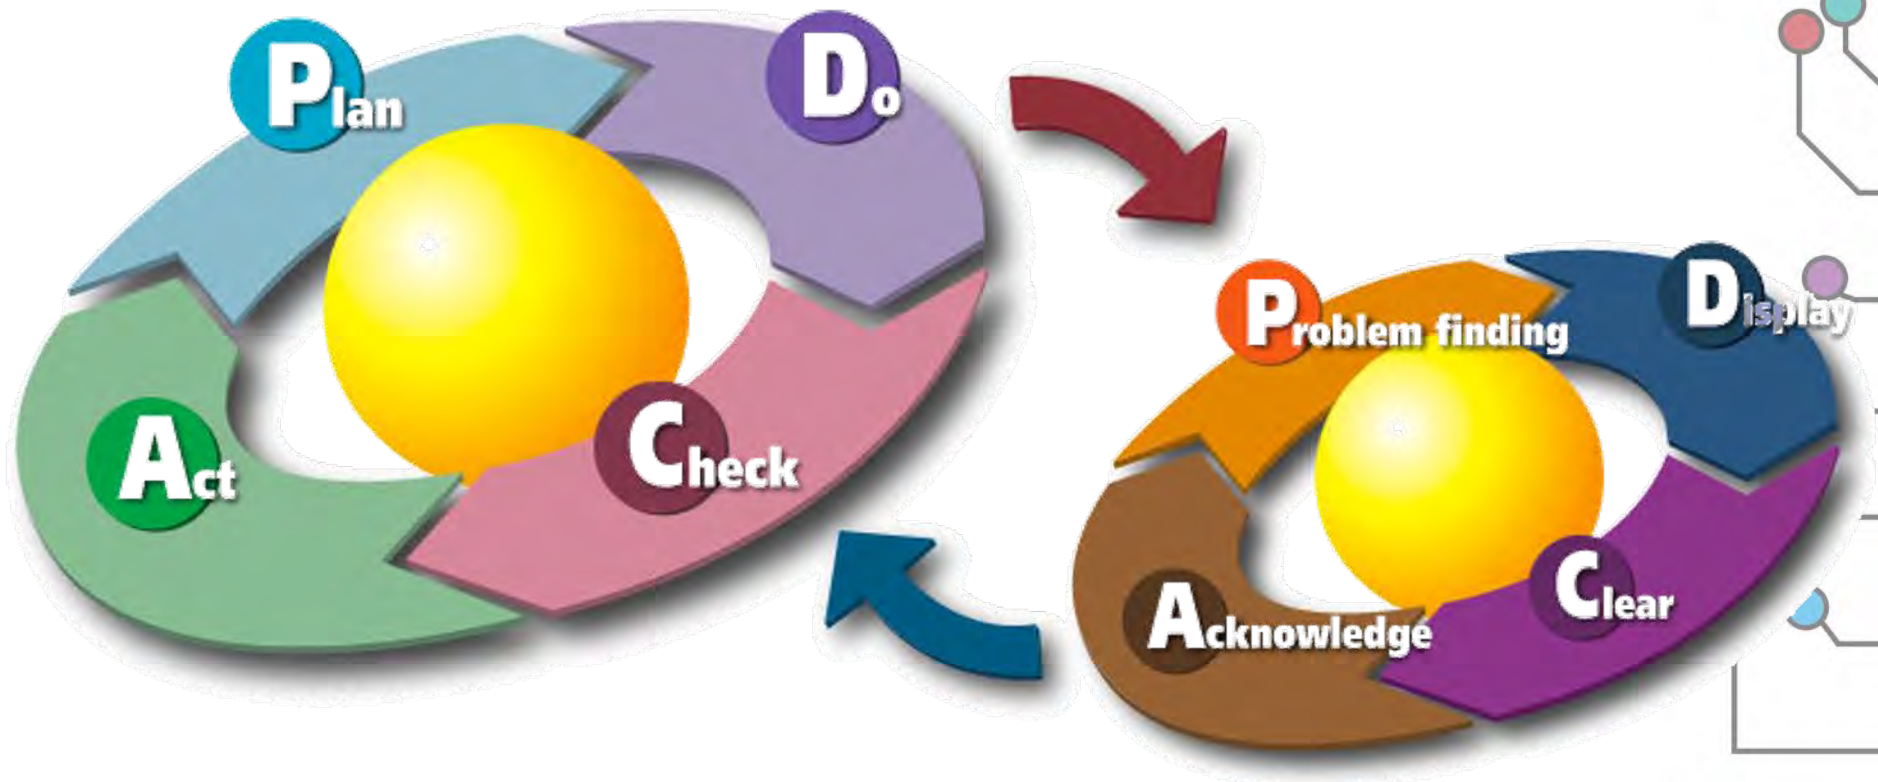 Plan
Do
Check
Act
Problem finding
Display
Clear
Acknowledge